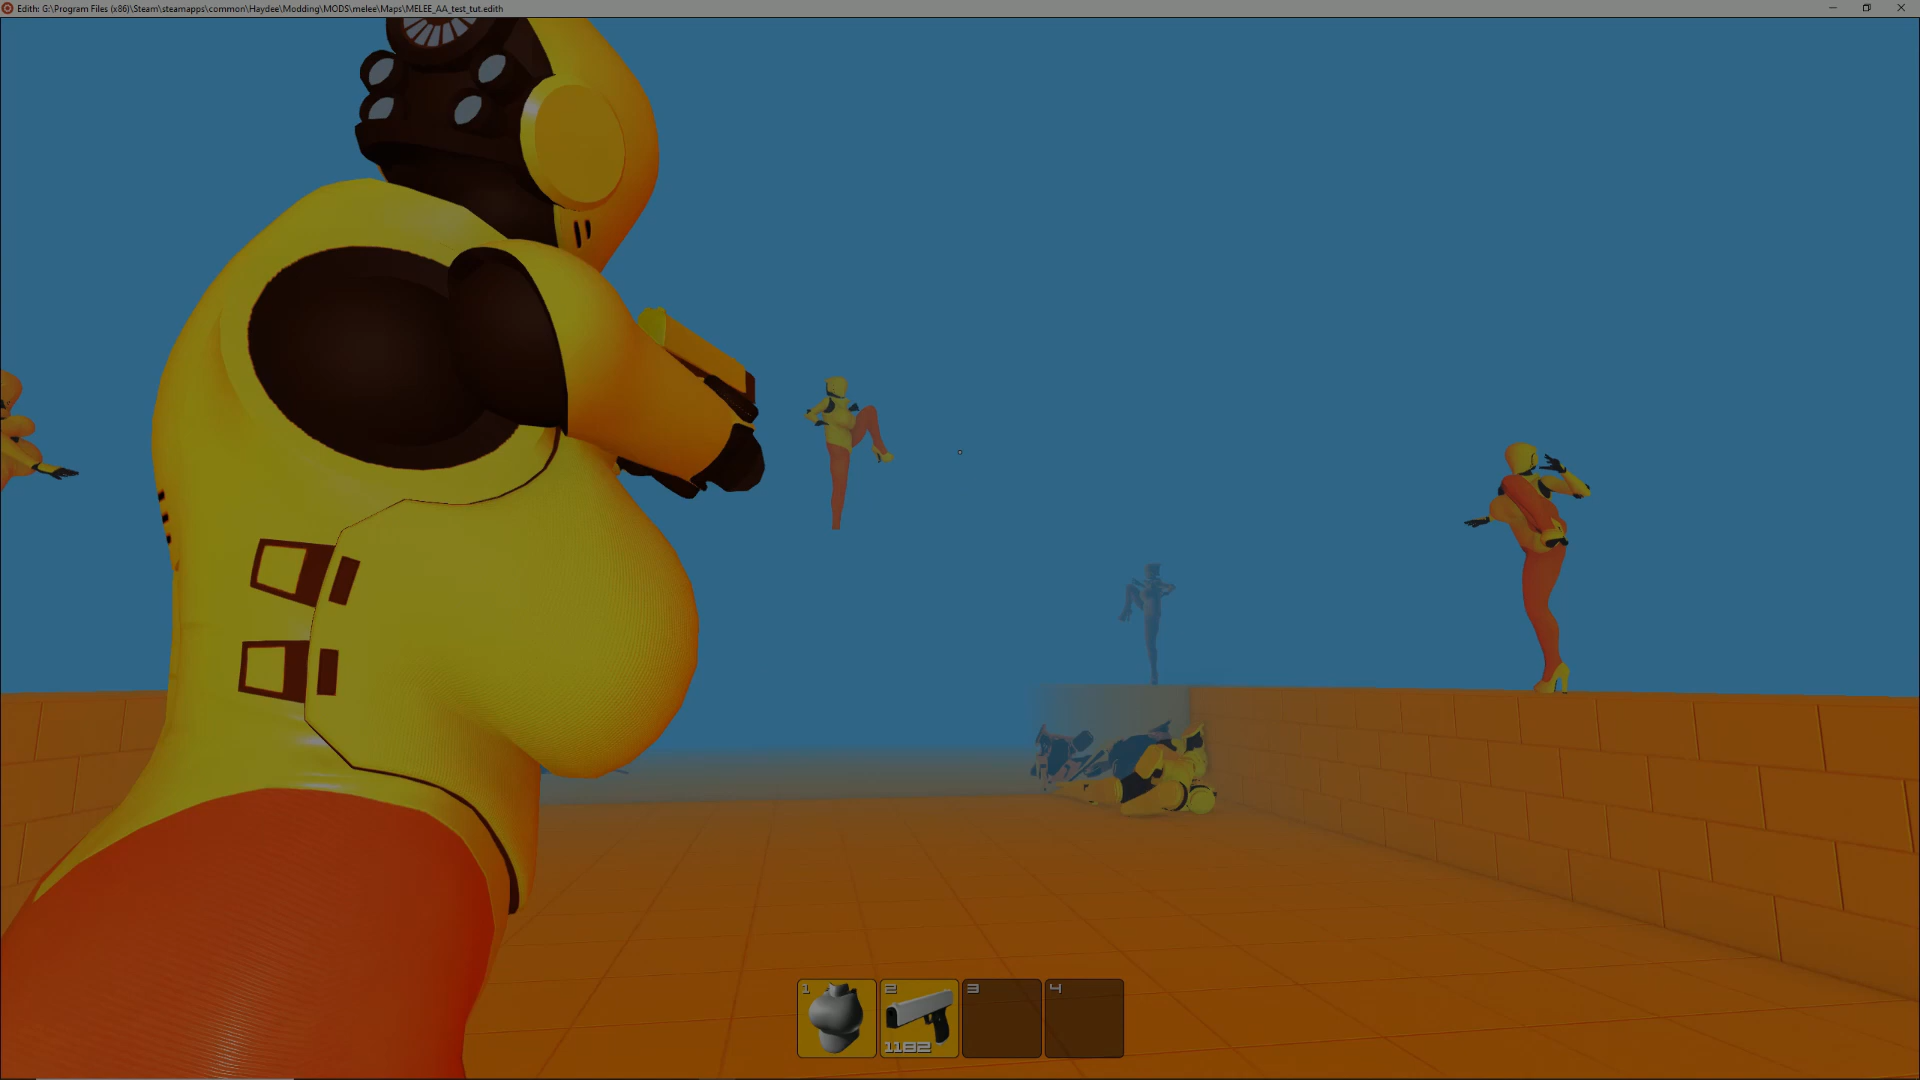 Edith: G:\Program Files (x86)\Steam\steamapps\common\Haydee\Modding\MODS\melee\Maps\MELEE_AA_test_tut.edith
1 2 3 4
1182